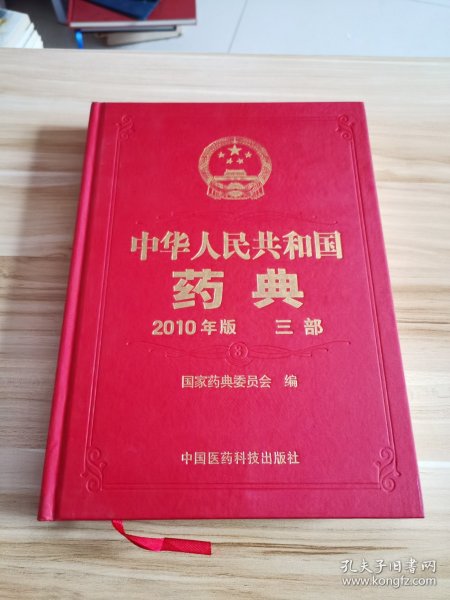 中华人民共和国
药典
2010年版 三部
3
国家药典委员会 编
中国医药科技出版社
孔夫子旧书网
www.kongfz.com